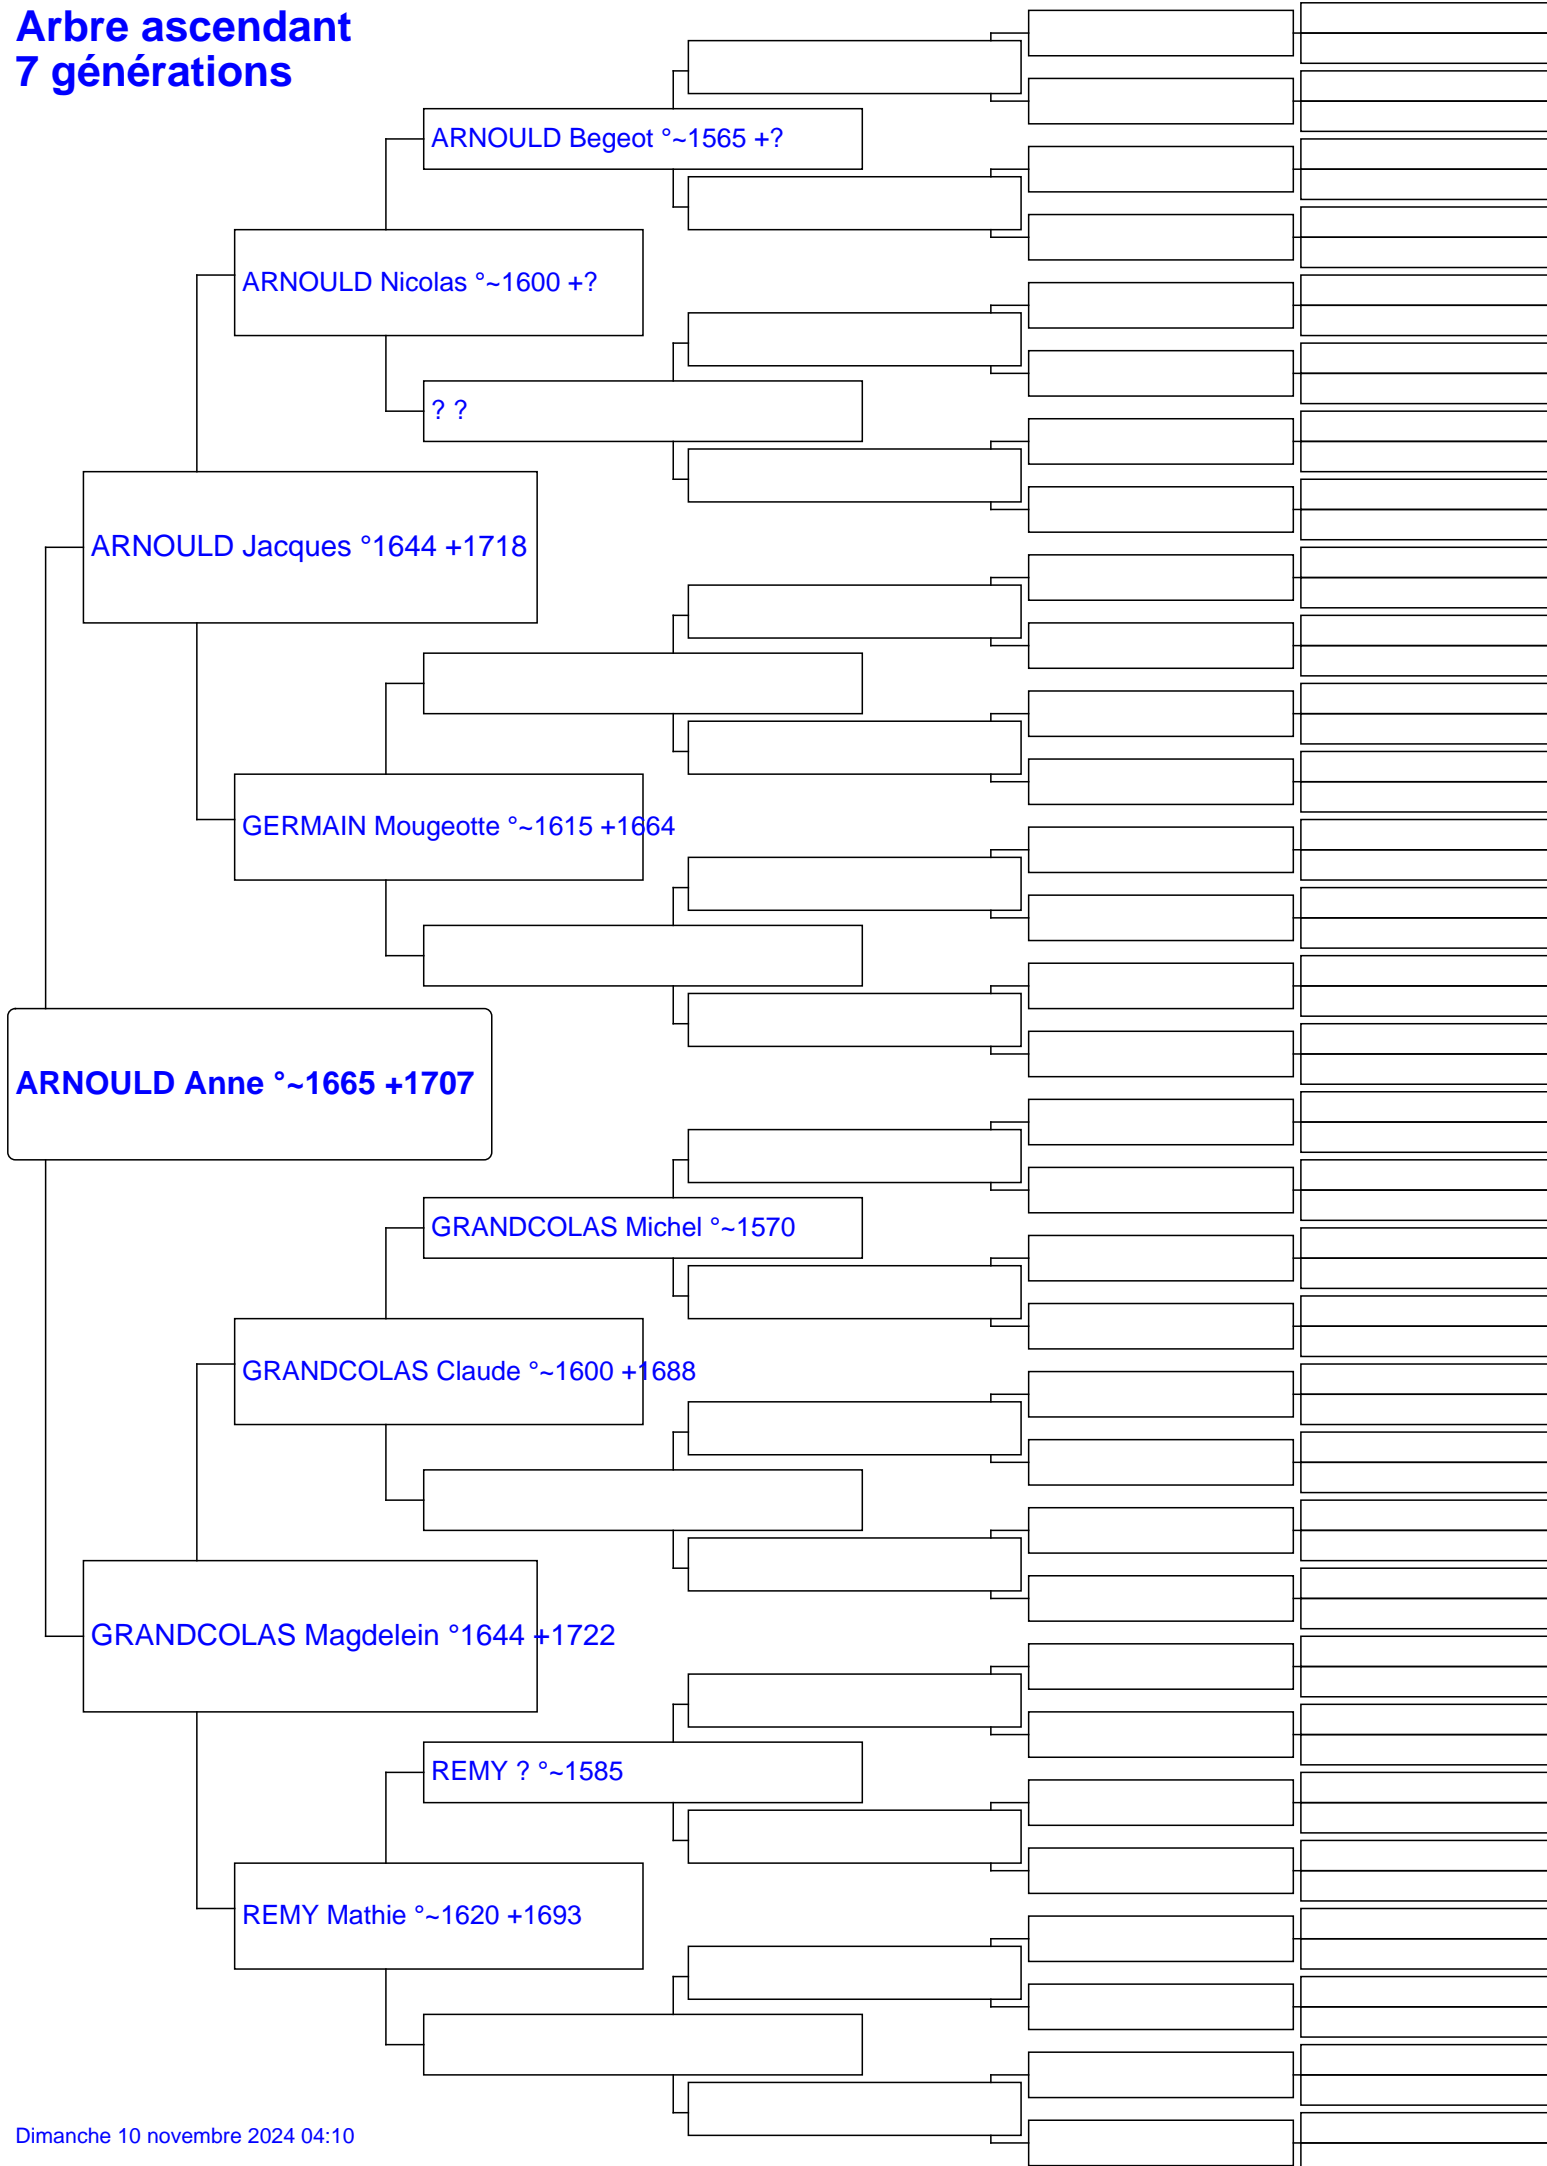 Arbre ascendant
7 générations
ARNOULD Begeot °~1565 +?
ARNOULD Nicolas °~1600 +?
? ?
ARNOULD Jacques °1644 +1718
GERMAIN Mougeotte °~1615 +1664
ARNOULD Anne °~1665 +1707
GRANDCOLAS Michel °~1570
GRANDCOLAS Claude °~1600 +1688
GRANDCOLAS Magdelein °1644 +1722
REMY ? °~1585
REMY Mathie °~1620 +1693
Dimanche 10 novembre 2024 04:10